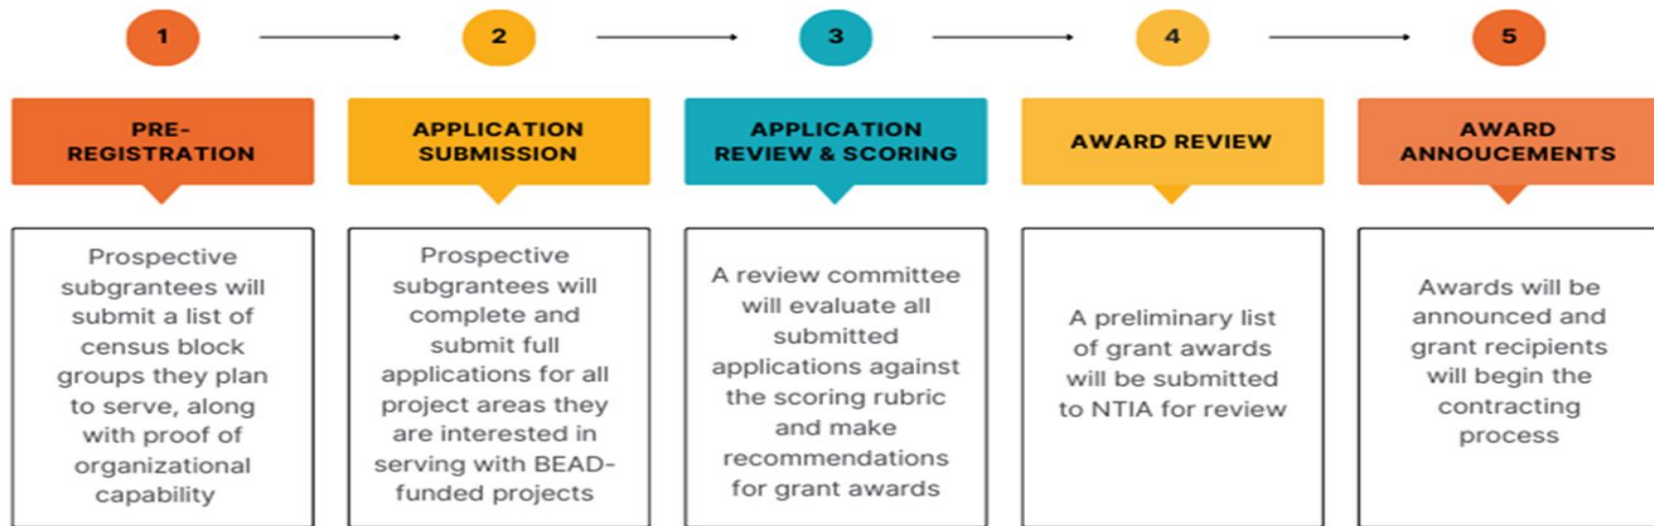 1
2
3
4
5
PRE-
REGISTRATION
APPLICATION
SUBMISSION
APPLICATION
REVIEW & SCORING
AWARD REVIEW
AWARD
ANNOUCEMENTS
Prospective
subgrantees will
submit a list of
census block
groups they plan
to serve, along
with proof of
organizational
capability
Prospective
subgrantees will
complete and
submit full
applications for all
project areas they
are interested in
serving with BEAD-
funded projects
A review committee
will evaluate all
submitted
applications against
the scoring rubric
and make
recommendations
for grant awards
A preliminary list
of grant awards
will be submitted
to NTIA for review
Awards will be
announced and
grant recipients
will begin the
contracting
process